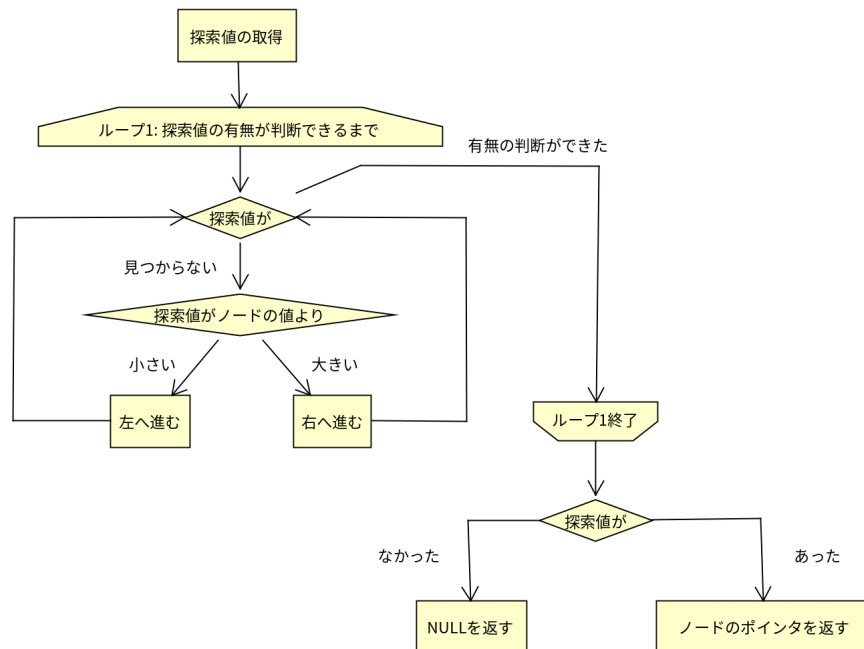 探索値の取得
ループ1: 探索値の有無が判断できるまで
有無の判断ができた
探索値が
見つからない
探索値がノードの値より
小さい
大きい
左へ進む
右へ進む
ループ1終了
探索値が
なかった
あった
NULLを返す
ノードのポインタを返す